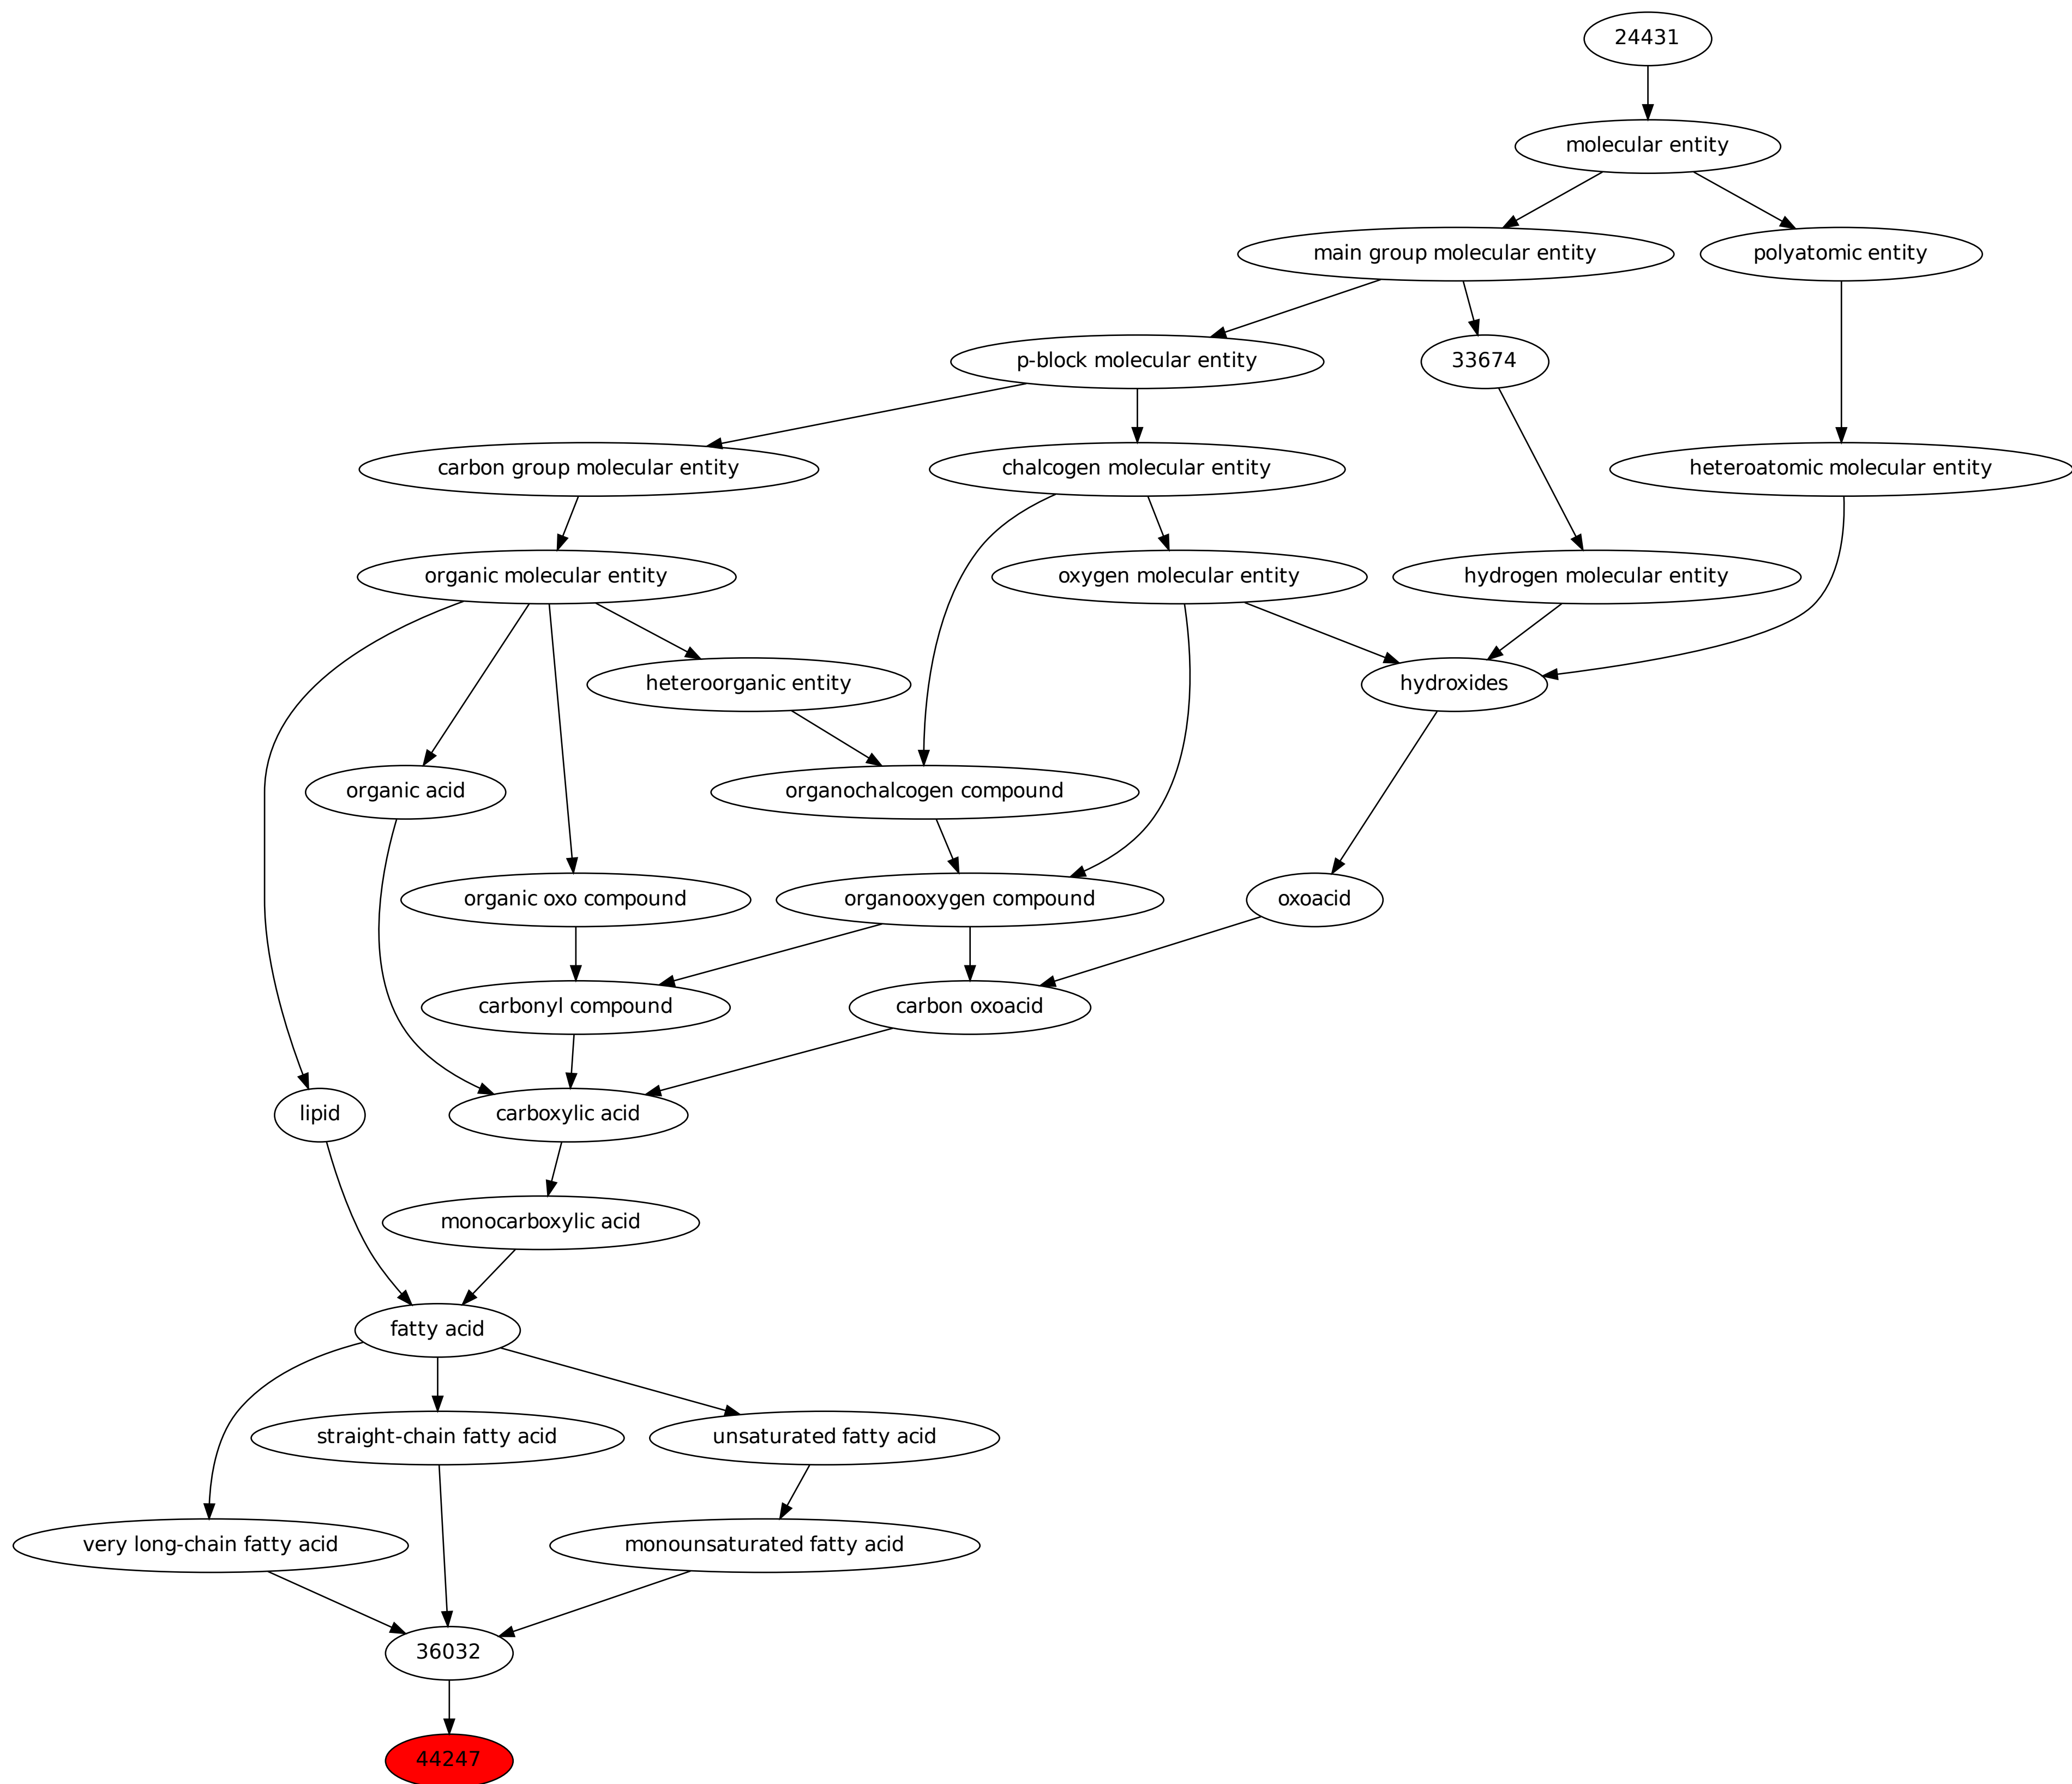 24431
molecular entity
main group molecular entity
polyatomic entity
p-block molecular entity
33674
carbon group molecular entity
chalcogen molecular entity
heteroatomic molecular entity
organic molecular entity
oxygen molecular entity
hydrogen molecular entity
heteroorganic entity
hydroxides
organic acid
organochalcogen compound
organic oxo compound
organooxygen compound
oxoacid
carbonyl compound
carbon oxoacid
lipid
carboxylic acid
monocarboxylic acid
fatty acid
straight-chain fatty acid
unsaturated fatty acid
very long-chain fatty acid
monounsaturated fatty acid
36032
44247